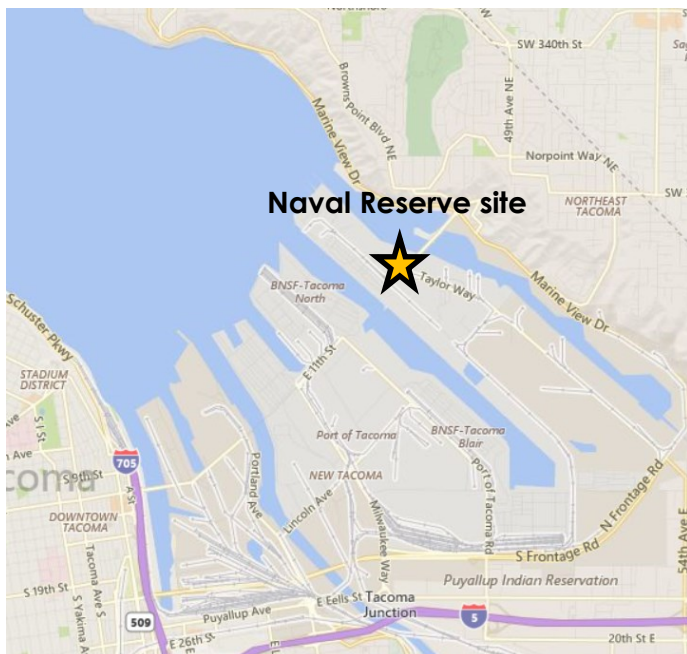 SW 340th St
Browns Point Blvd NE
49th Ave NE
Marine View Dr
Norpoint Way NE
SW
Naval Reserve site
NORTHEAST
TACOMA
BNSF-Tacoma
North
Taylor Way
Marine View Dr
Schuster Pkwy
STADIUM
DISTRICT
E 11th St
S I St
Port of Tacoma
BNSF-Tacoma
Blair
705
S 9th St
A St
Portland Ave
NEW TACOMA
Lincoln Ave
Port of Tacoma Rd
N Frontage Rd
coma
DOWNTOWN
TACOMA
Milwaukee Way
S Frontage Rd
54th Ave E
S 19th St
Tacoma Ave S
S Yakima Ave
Puyallup Indian Reservation
E Eells St
Tacoma
Junction
Puyallup Ave
509
E 26th St
5
20th St E